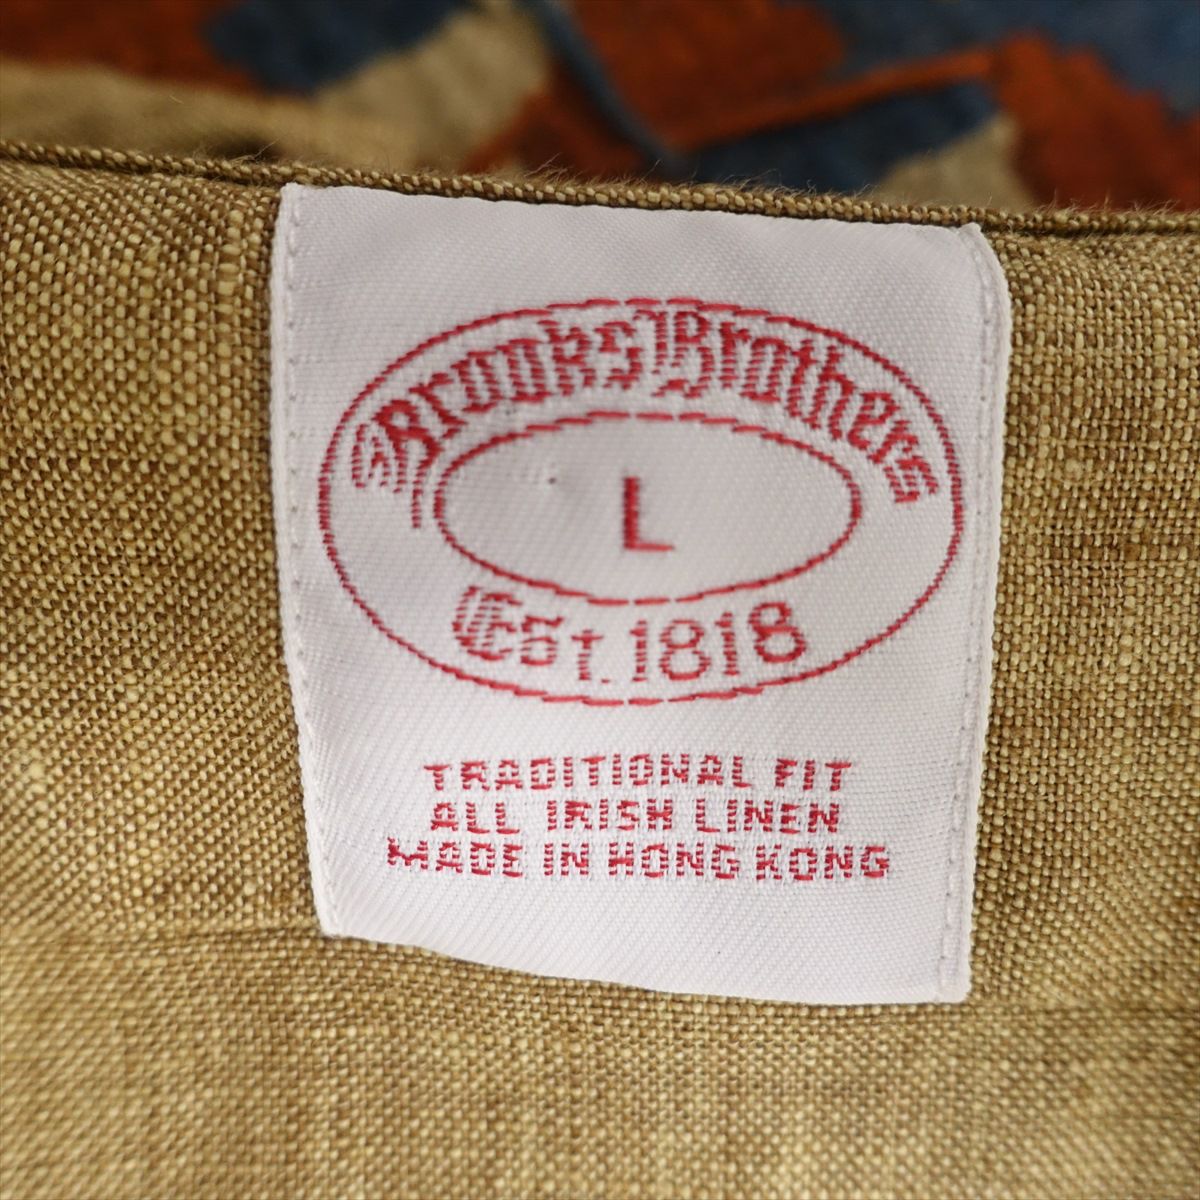 Brooks Brothers
L
Est. 1818
TRADITIONAL FIT
ALL IRISH LINEN
MADE IN HONG KONG